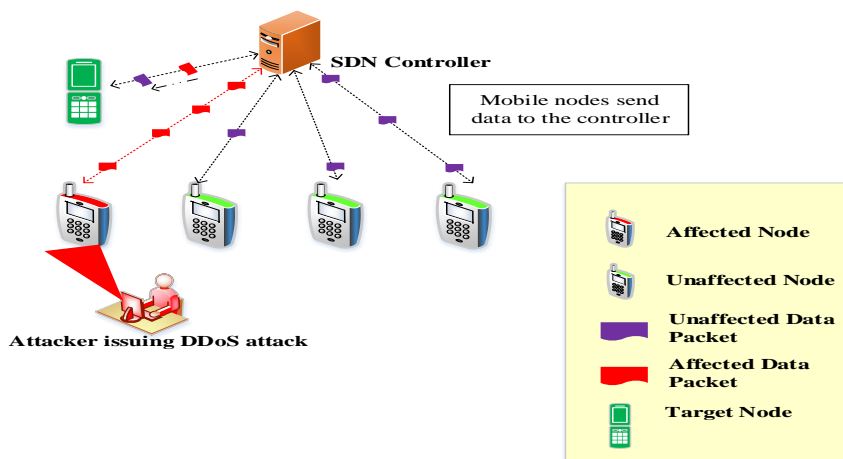 SDN Controller
Mobile nodes send
data to the controller
Attacker issuing DDoS attack
Affected Node
Unaffected Node
Unaffected Data
Packet
Affected Data
Packet
Target Node